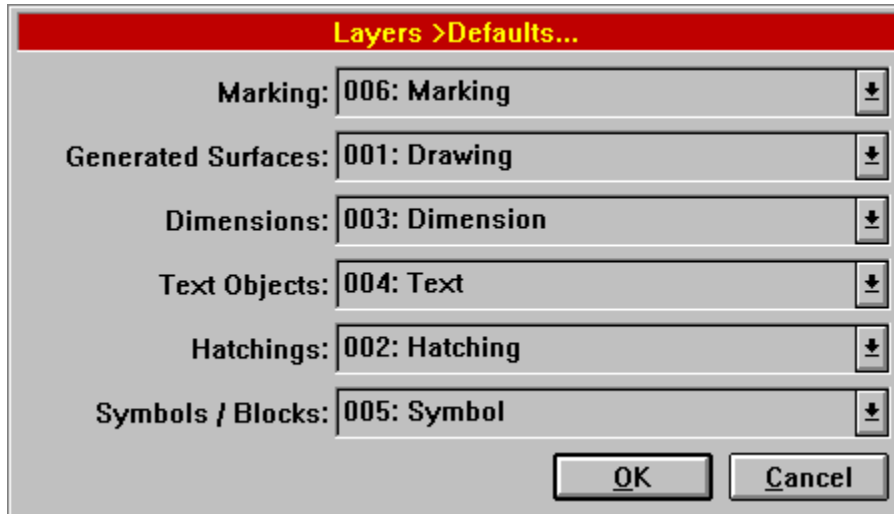 Layers >Defaults...
Marking: 006: Marking
Generated Surfaces: 001: Drawing
Dimensions: 003: Dimension
Text Objects: 004: Text
Hatchings: 002: Hatching
Symbols / Blocks: 005: Symbol
OK Cancel